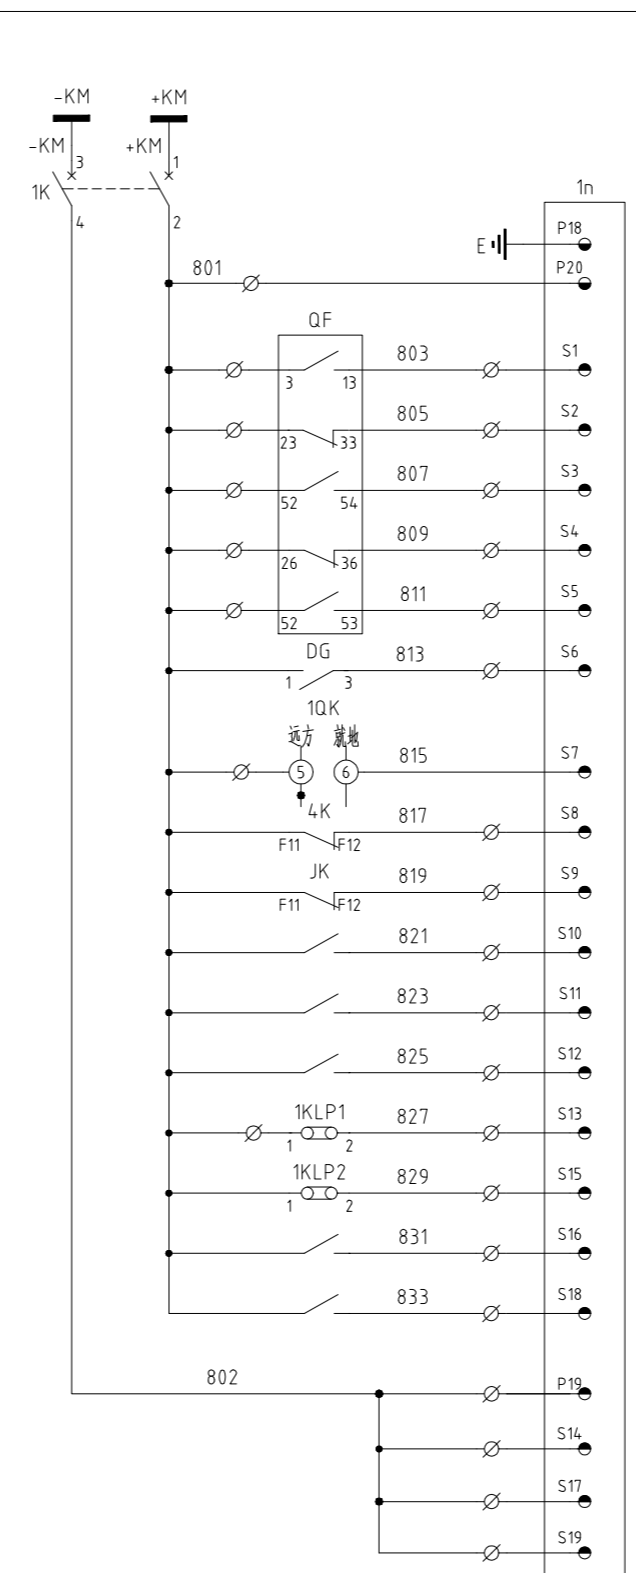 -KM +KM
-KM 3 +KM 1
1K
4 2
1n
E P18
801 P20
QF
803 S1
3 13
805 S2
23 33
807 S3
52 54
809 S4
26 36
811 S5
52 53
DG 813 S6
1 3
1QK
远方 就地
5 6 815 S7
4K 817 S8
F11 F12
JK 819 S9
F11 F12
821 S10
823 S11
825 S12
1KLP1 827 S13
1 2
1KLP2 829 S15
1 2
831 S16
833 S18
802 P19
S14
S17
S19